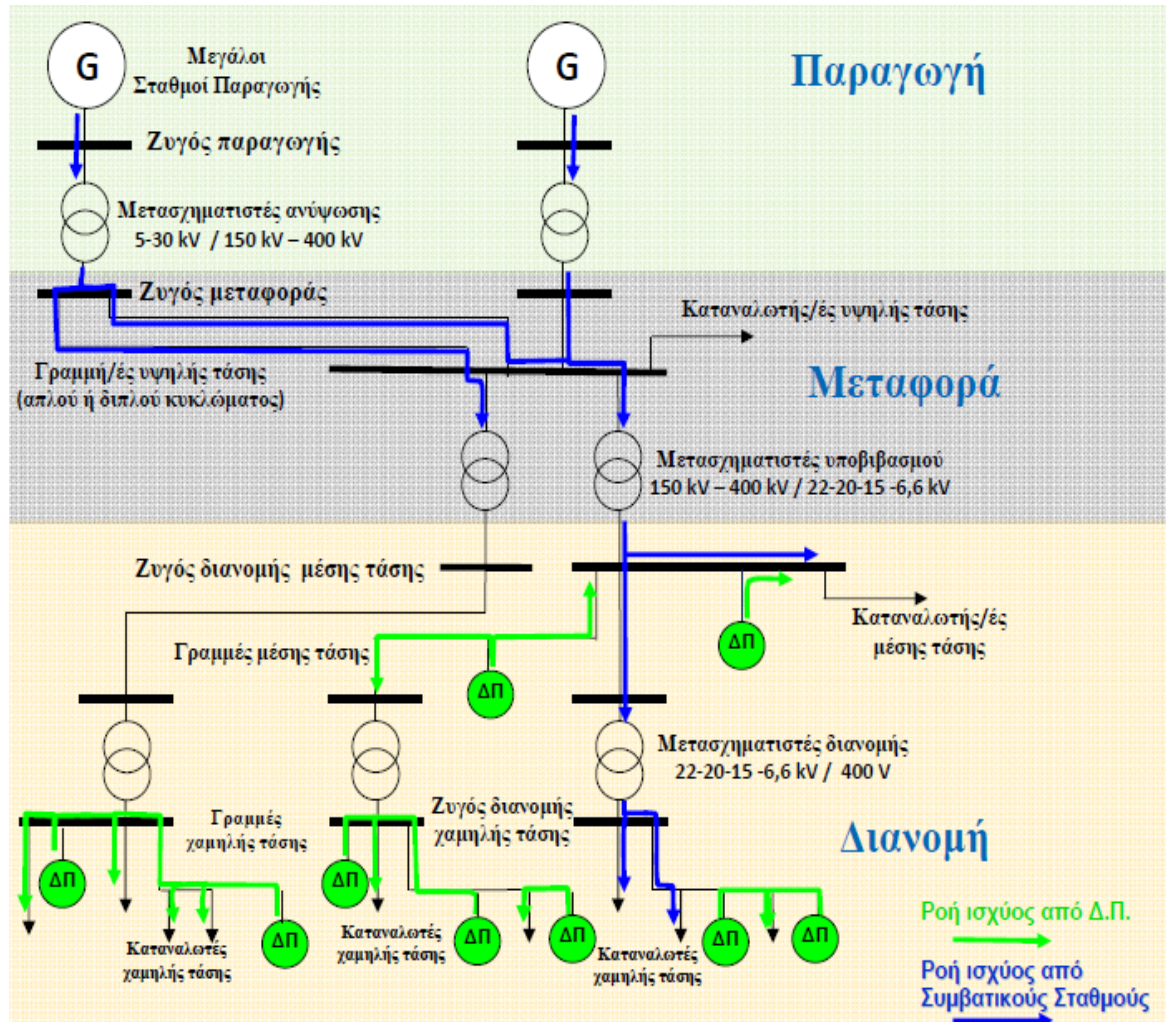 G
Μεγάλοι
Σταθμοί Παραγωγής
G
Παραγωγή
Ζυγός παραγωγής
Μετασχηματιστές ανύψωσης
5-30 kV / 150 kV – 400 kV
Ζυγός μεταφοράς
Καταναλωτής/ές υψηλής τάσης
Γραμμή/ές υψηλής τάσης
(απλού ή διπλού κυκλώματος)
Μεταφορά
Μετασχηματιστές υποβιβασμού
150 kV – 400 kV / 22-20-15 -6,6 kV
Ζυγός διανομής μέσης τάσης
Καταναλωτής/ές
μέσης τάσης
ΔΠ
Γραμμές μέσης τάσης
ΔΠ
Μετασχηματιστές διανομής
22-20-15 -6,6 kV / 400 V
Γραμμές
χαμηλής τάσης
Ζυγός διανομής
χαμηλής τάσης
Διανομή
ΔΠ
ΔΠ
ΔΠ
ΔΠ
ΔΠ
ΔΠ
ΔΠ
Καταναλωτές
χαμηλής τάσης
Καταναλωτές
χαμηλής τάσης
Καταναλωτές
χαμηλής τάσης
Ροή ισχύος από Δ.Π.
Ροή ισχύος από
Συμβατικούς Σταθμούς